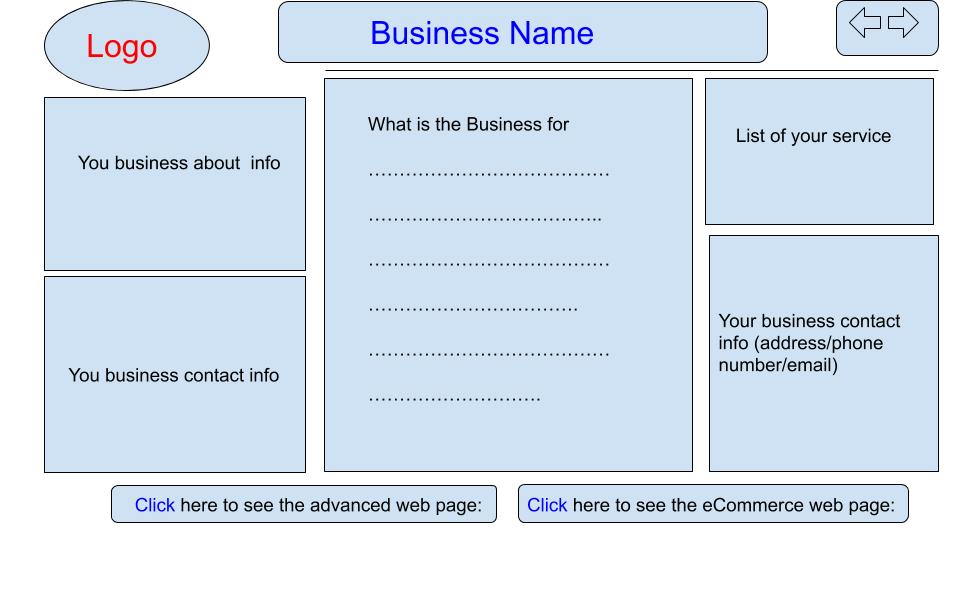 Logo
Business Name
You business about  info
You business contact info
What is the Business for
…………………………………
………………………………..
…………………………………
…………………………….
…………………………………
……………………….
List of your service
Your business contact
info (address/phone
number/email)
Click here to see the advanced web page:
Click here to see the eCommerce web page: